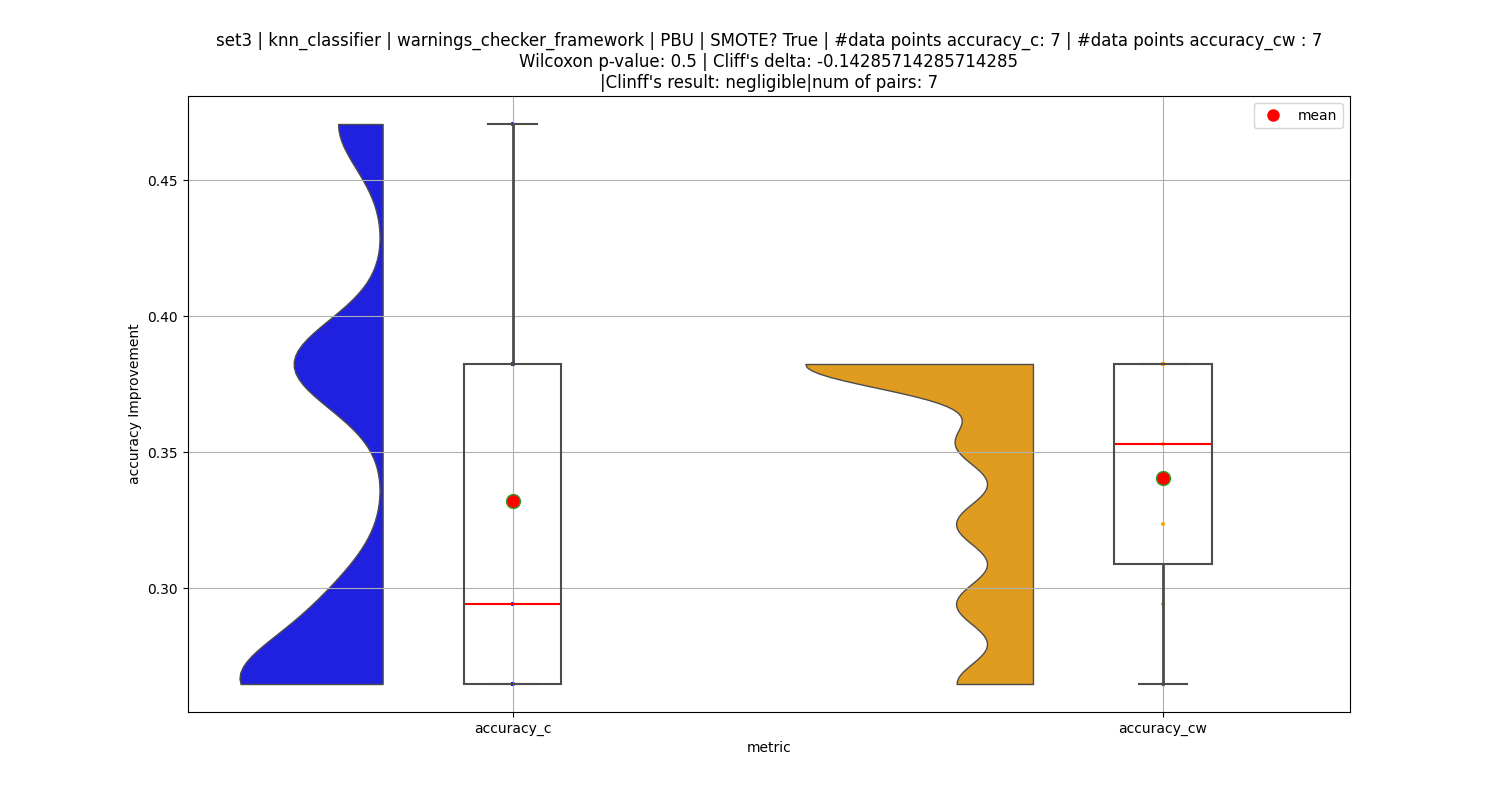 set3 | knn_classifier | warnings_checker_framework | PBU | SMOTE? True | #data points accuracy_c: 7 | #data points accuracy_cw : 7
Wilcoxon p-value: 0.5 | Cliff's delta: -0.14285714285714285
|Clinff's result: negligible|num of pairs: 7
mean
0.45
0.40
0.35
0.30
accuracy Improvement
accuracy_c
accuracy_cw
metric